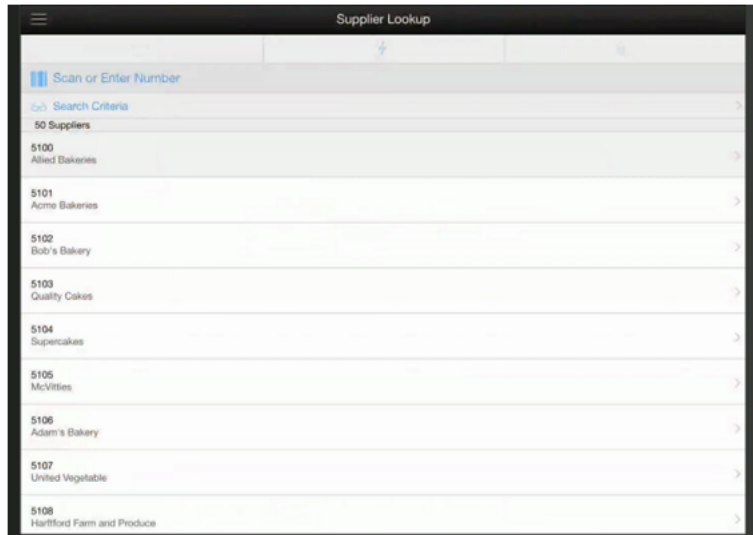 Supplier Lookup
Scan or Enter Number
Search Criteria
50 Suppliers
5100
Allied Bakeries
5101
Acme Bakeries
5102
Bob's Bakery
5103
Quality Cakes
5104
Supercakes
5105
McVitties
5106
Adam's Bakery
5107
United Vegetable
5108
Hartford Farm and Produce